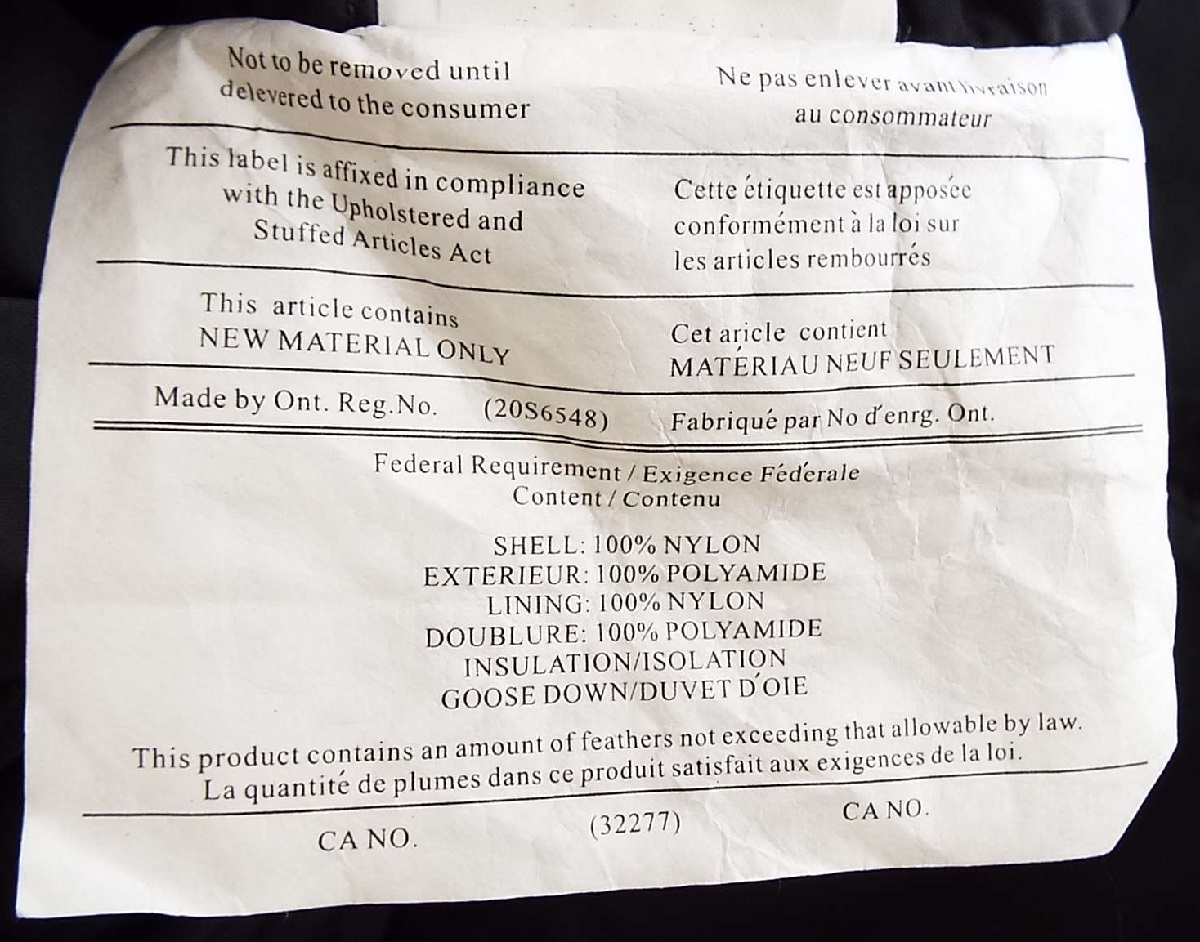 Not to be removed until
delevered to the consumer
Ne pas enlever avant livraison
au consommateur
This label is affixed in compliance
with the Upholstered and
Stuffed Articles Act
Cette étiquette est apposée
conformément à la loi sur
les articles rembourrés
This article contains
NEW MATERIAL ONLY
Cet aricle contient
MATÉRIAU NEUF SEULEMENT
Made by Ont. Reg.No. (20S6548) Fabriqué par No d'enrg. Ont.
Federal Requirement / Exigence Féd'erale
Content / Contenu
SHELL: 100% NYLON
EXTERIEUR: 100% POLYAMIDE
LINING: 100% NYLON
DOUBLURE: 100% POLYAMIDE
INSULATION/ISOLATION
GOOSE DOWN/DUVET D'OIE
This product contains an amount of feathers not exceeding that allowable by law.
La quantité de plumes dans ce produit satisfait aux exigences de la loi.
CA NO. (32277) CA NO.